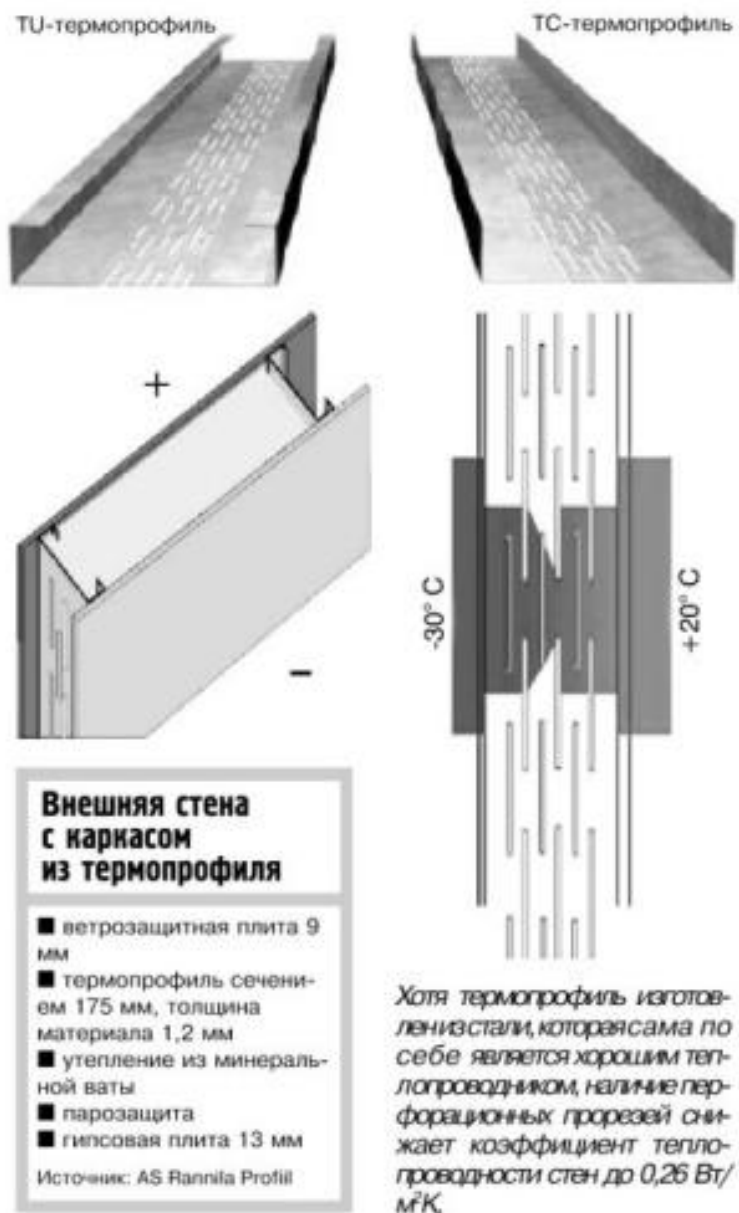 TU-термопрофиль
TC-термопрофиль
+
–
-30° C
+20° C
Внешняя стена
с каркасом
из термопрофиля
■ ветрозащитная плита 9
мм
■ термопрофиль сечени-
ем 175 мм, толщина
материала 1,2 мм
■ утепление из минераль-
ной ваты
■ парозащита
■ гипсовая плита 13 мм
Источник: AS Rannila Profiil
Хотя термопрофиль изготов-
лен из стали, которая сама по
себе является хорошим теп-
лопроводником, наличие пер-
форационных прорезей сни-
жает коэффициент тепло-
проводности стен до 0,26 Вт/
м²К.